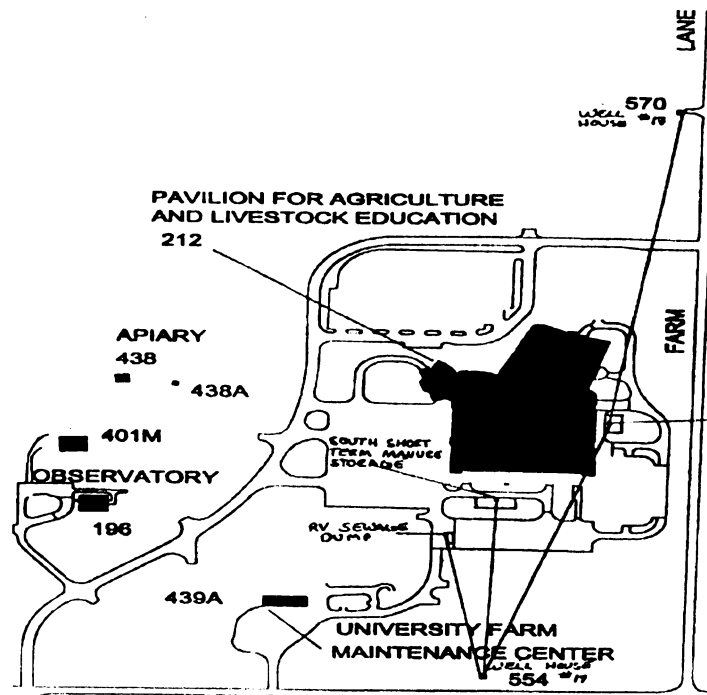 LANE
570
WELL
HOUSE
PAVILION FOR AGRICULTURE
AND LIVESTOCK EDUCATION
212
FARM
APIARY
438
438A
401M
SOUTH SHORT
TERM MANURE
STORAGE
OBSERVATORY
196
RV SEWAGE
DUMP
439A
UNIVERSITY FARM
MAINTENANCE CENTER
WELL HOUSE
554